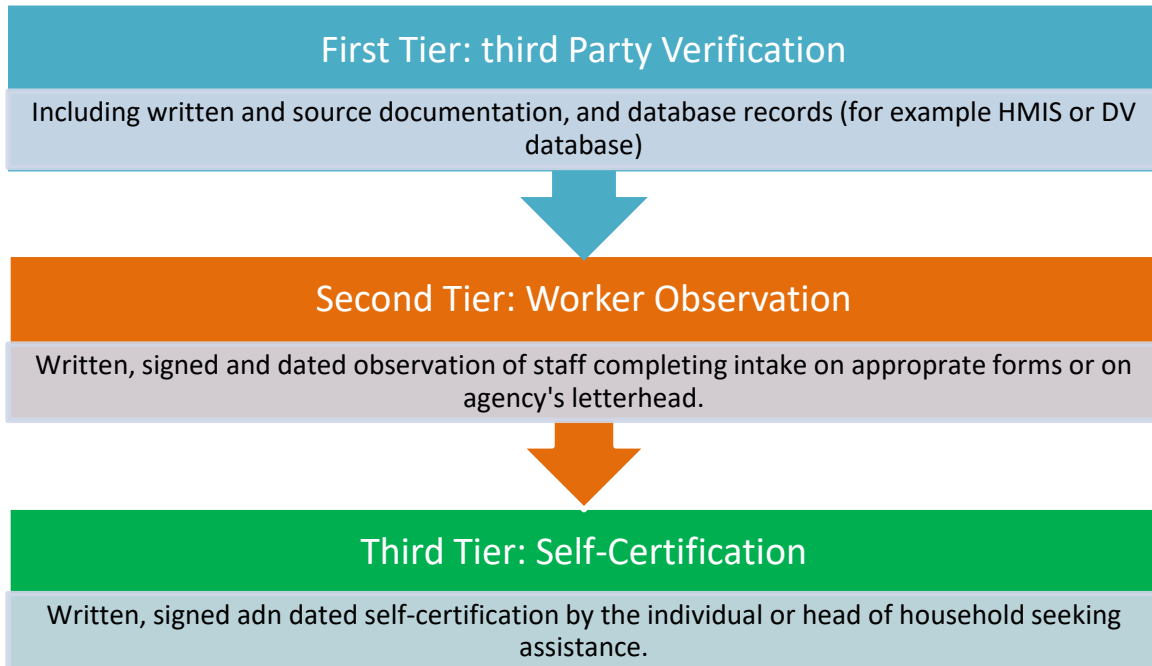 First Tier: third Party Verification
Including written and source documentation, and database records (for example HMIS or DV
database)
Second Tier: Worker Observation
Written, signed and dated observation of staff completing intake on approprate forms or on
agency's letterhead.
Third Tier: Self-Certification
Written, signed adn dated self-certification by the individual or head of household seeking
assistance.